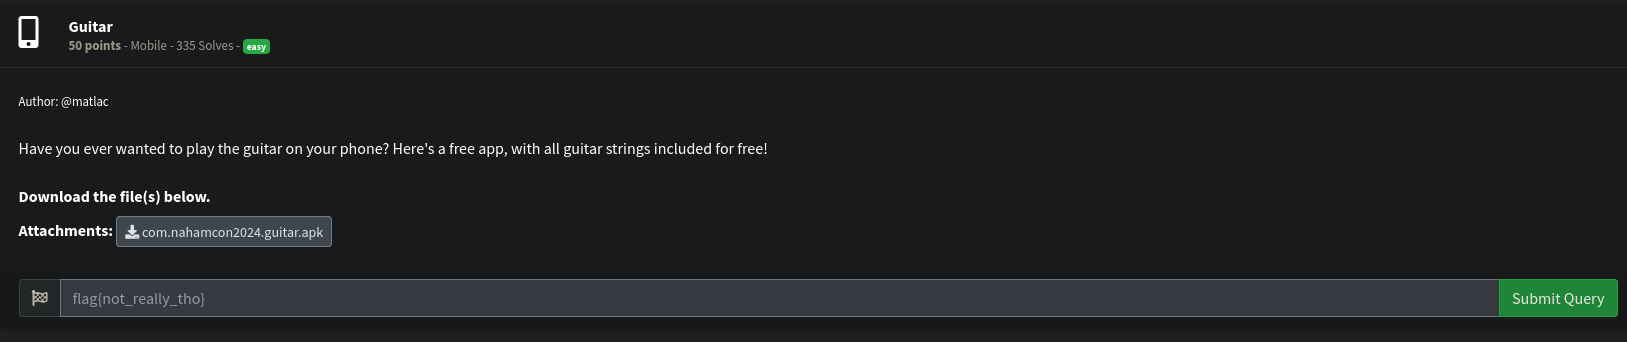 Guitar
50 points - Mobile - 335 Solves - easy
Author: @matlac
Have you ever wanted to play the guitar on your phone? Here's a free app, with all guitar strings included for free!
Download the file(s) below.
Attachments: com.nahamcon2024.guitar.apk
flag{not_really_tho}
Submit Query